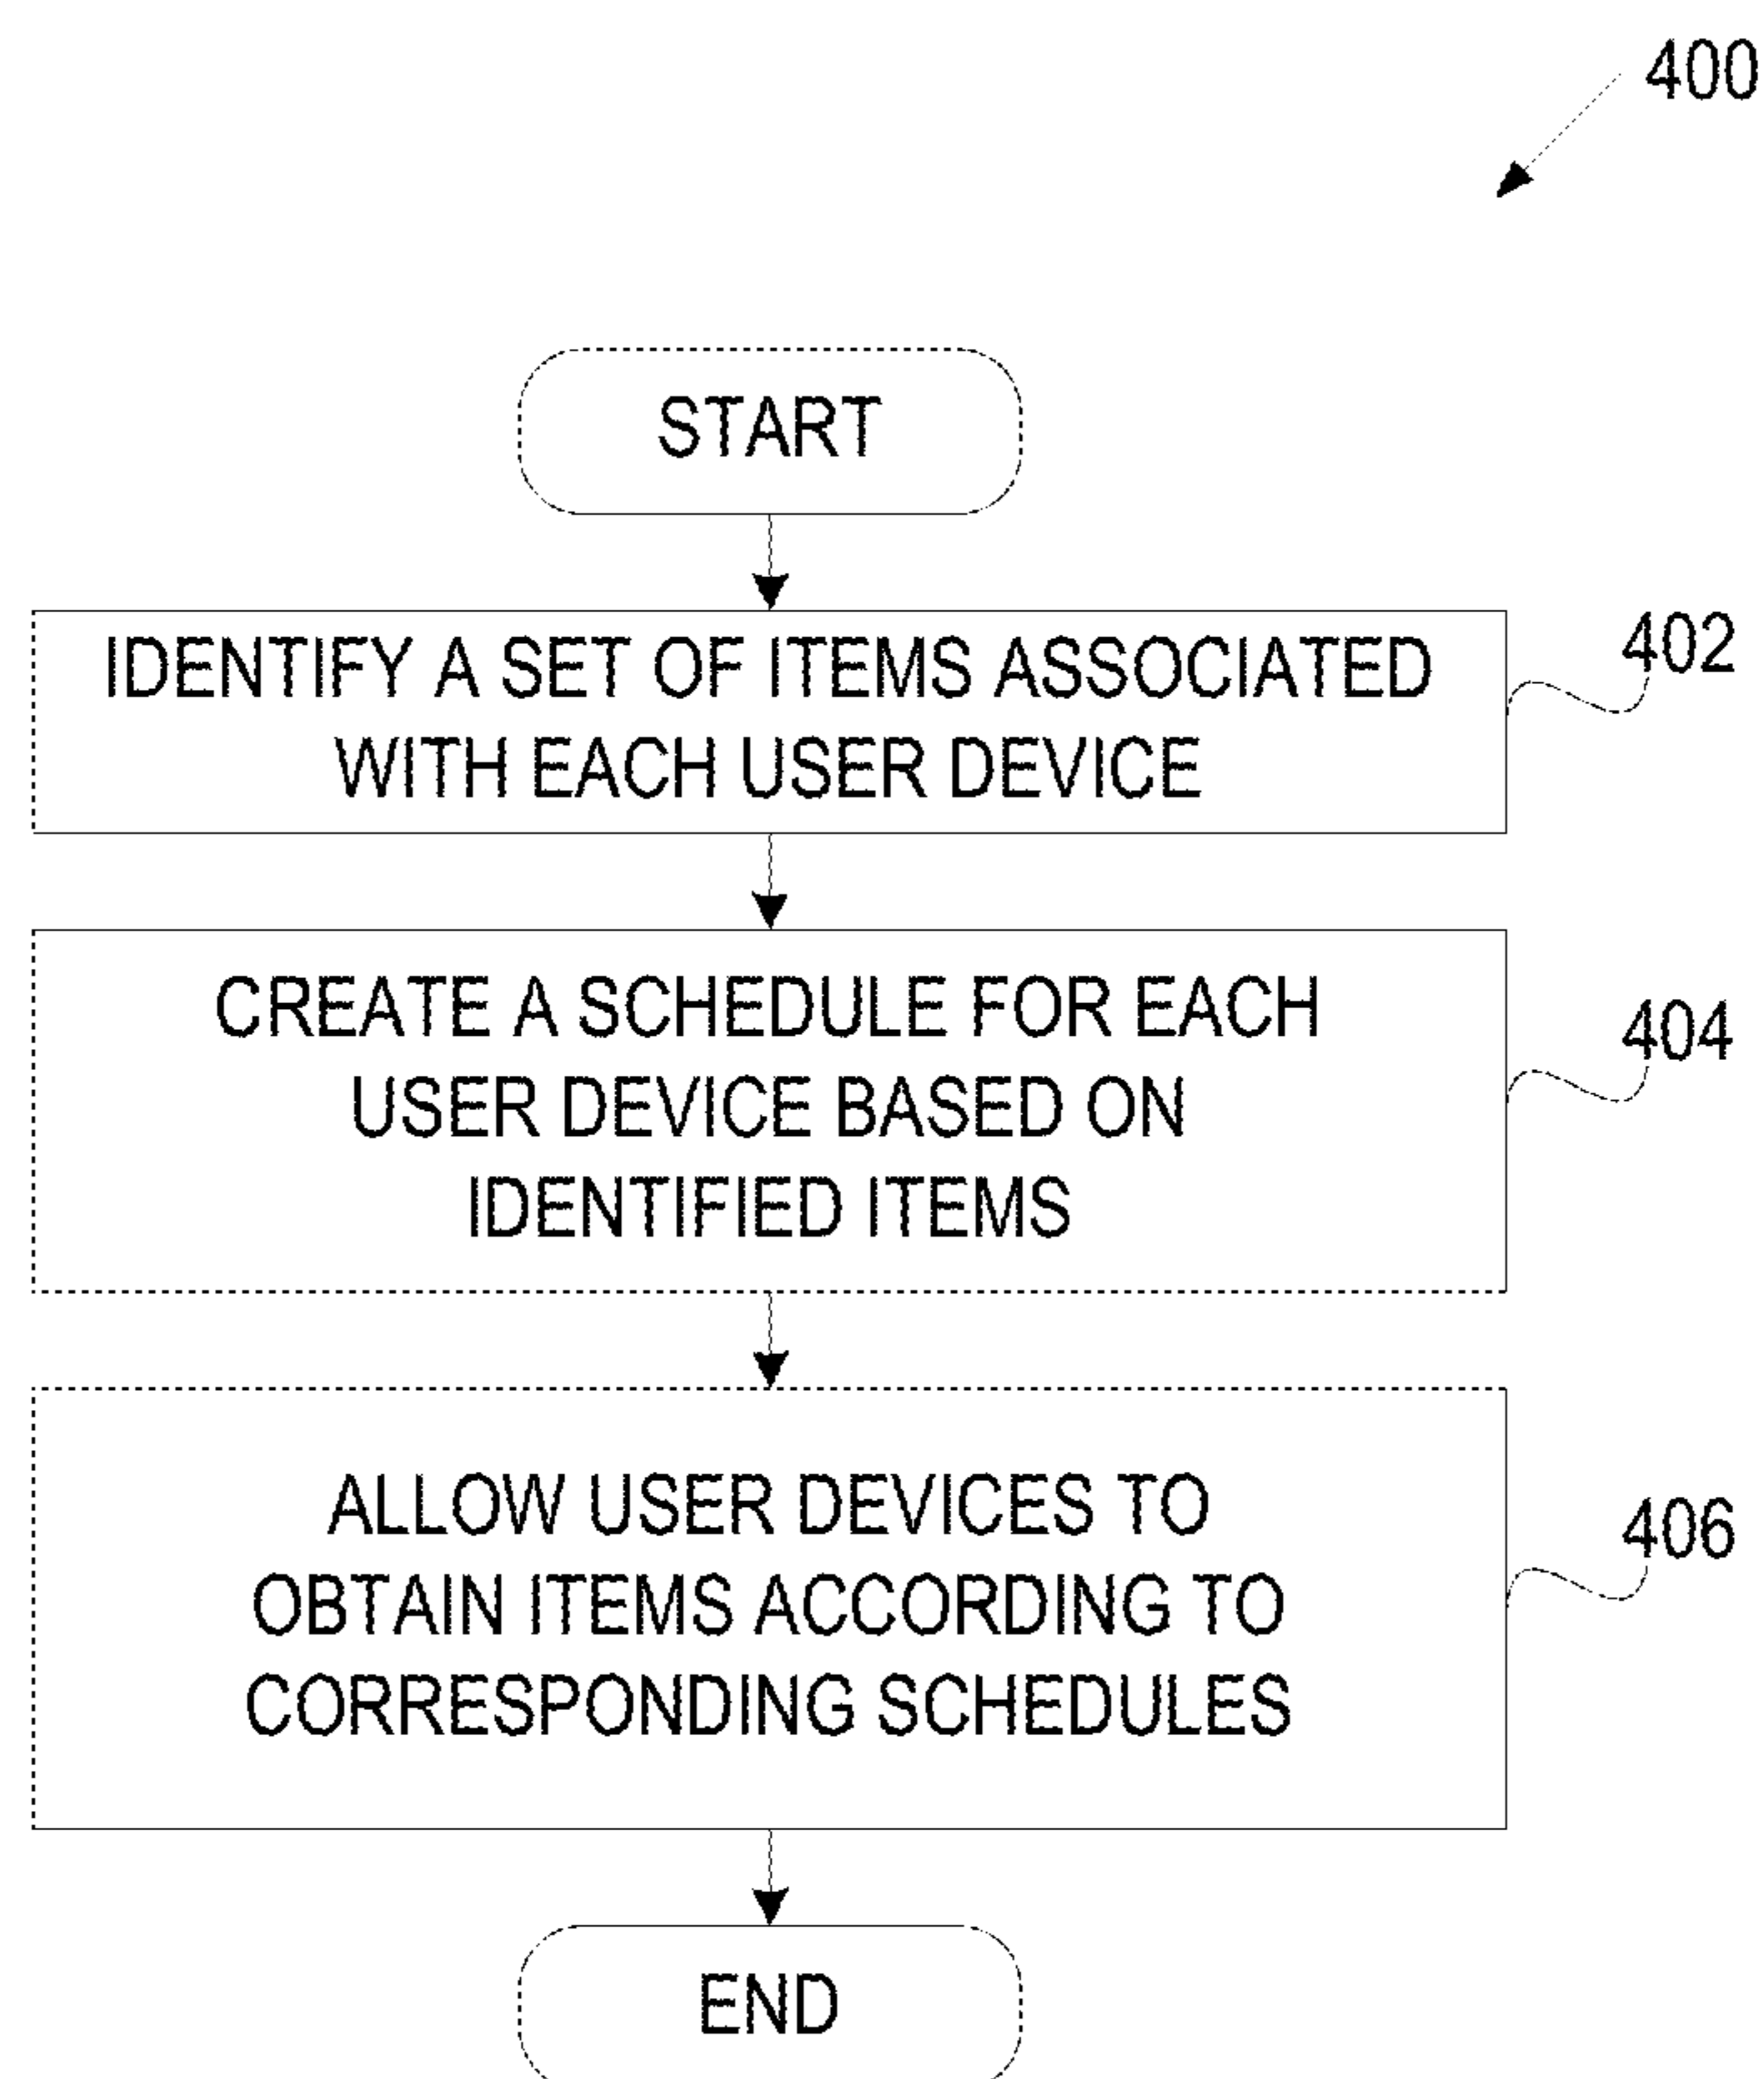 400
START
IDENTIFY A SET OF ITEMS ASSOCIATED
WITH EACH USER DEVICE
402
CREATE A SCHEDULE FOR EACH
USER DEVICE BASED ON
IDENTIFIED ITEMS
404
ALLOW USER DEVICES TO
OBTAIN ITEMS ACCORDING TO
CORRESPONDING SCHEDULES
406
END